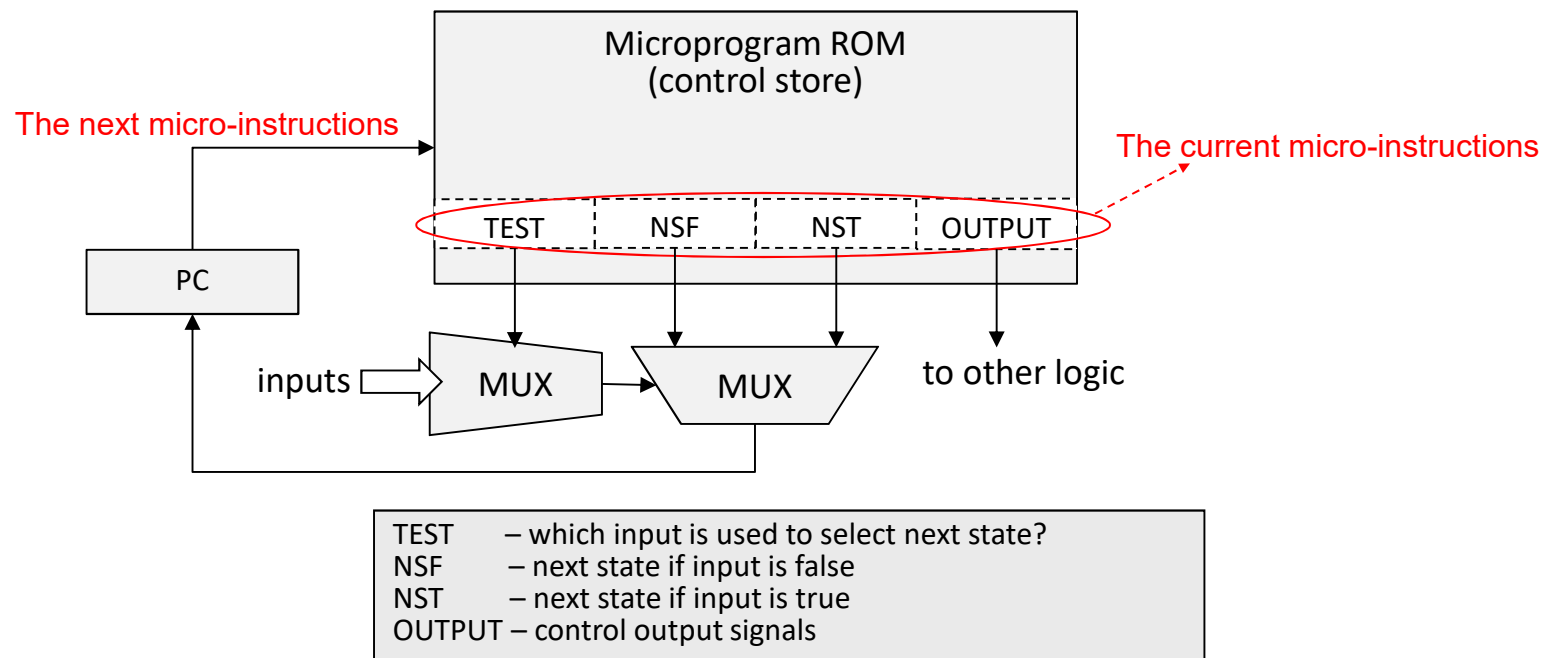 Microprogram ROM
(control store)
The next micro-instructions
The current micro-instructions
TEST NSF NST OUTPUT
PC
inputs MUX MUX to other logic
TEST – which input is used to select next state?
NSF – next state if input is false
NST – next state if input is true
OUTPUT – control output signals